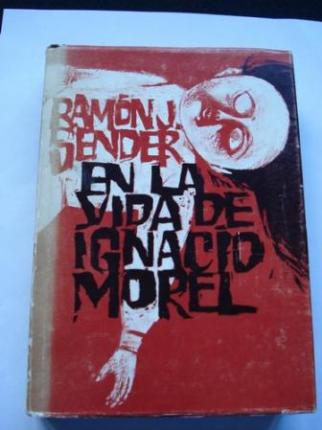 RAMÓN J.
SENDER
EN LA
VIDA DE
IGNACIO
MOREL